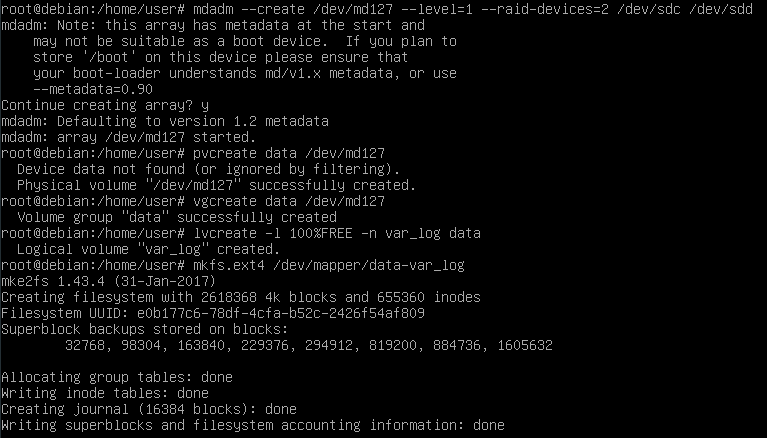 root@debian:/home/user# mdadm --create /dev/md127 --level=1 --raid-devices=2 /dev/sdc /dev/sdd
mdadm: Note: this array has metadata at the start and
    may not be suitable as a boot device.  If you plan to
    store '/boot' on this device please ensure that
    your boot-loader understands md/v1.x metadata, or use
    --metadata=0.90
Continue creating array? y
mdadm: Defaulting to version 1.2 metadata
mdadm: array /dev/md127 started.
root@debian:/home/user# pvcreate data /dev/md127
  Device data not found (or ignored by filtering).
  Physical volume "/dev/md127" successfully created.
root@debian:/home/user# vgcreate data /dev/md127
  Volume group "data" successfully created
root@debian:/home/user# lvcreate -l 100%FREE -n var_log data
  Logical volume "var_log" created.
root@debian:/home/user# mkfs.ext4 /dev/mapper/data-var_log
mke2fs 1.43.4 (31-Jan-2017)
Creating filesystem with 2618368 4k blocks and 655360 inodes
Filesystem UUID: e0b177c6-78df-4cfa-b52c-2426f54af809
Superblock backups stored on blocks:
        32768, 98304, 163840, 229376, 294912, 819200, 884736, 1605632

Allocating group tables: done
Writing inode tables: done
Creating journal (16384 blocks): done
Writing superblocks and filesystem accounting information: done